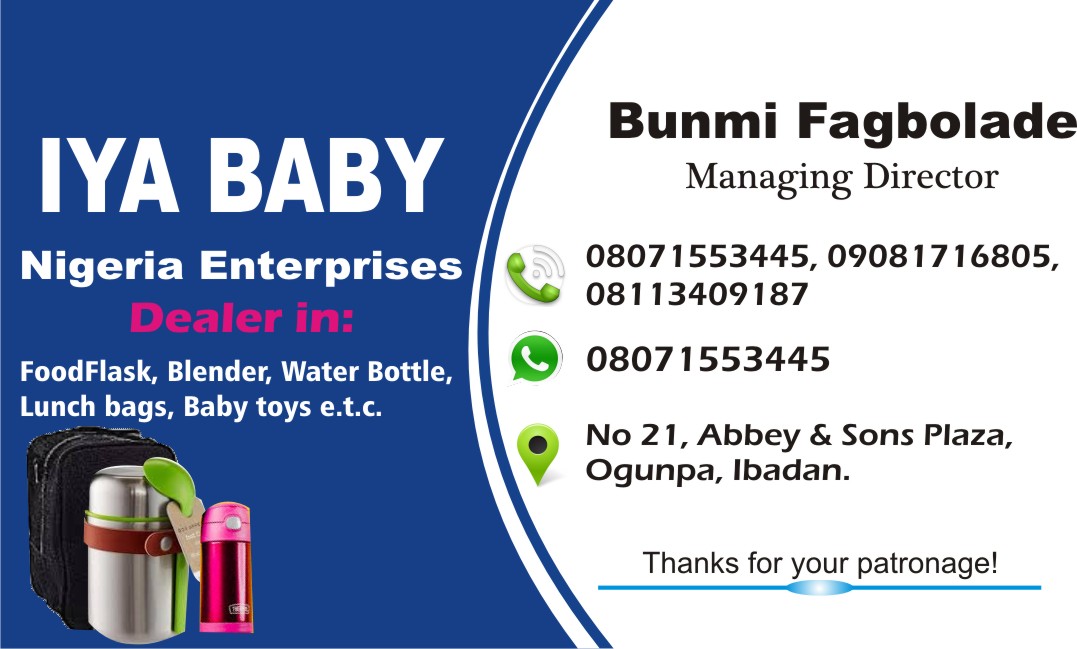 IYA BABY
Nigeria Enterprises
Dealer in:
FoodFlask, Blender, Water Bottle,
Lunch bags, Baby toys e.t.c.
THERMOS
Bunmi Fagbolade
Managing Director
08071553445, 09081716805,
08113409187
08071553445
No 21, Abbey & Sons Plaza,
Ogunpa, Ibadan.
Thanks for your patronage!